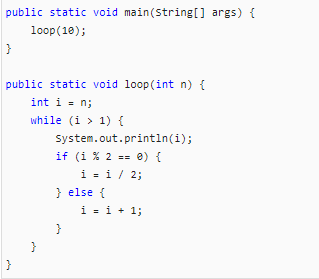 public static void main(String[] args) {
    loop(10);
}

public static void loop(int n) {
    int i = n;
    while (i > 1) {
        System.out.println(i);
        if (i % 2 == 0) {
            i = i / 2;
        } else {
            i = i + 1;
        }
    }
}